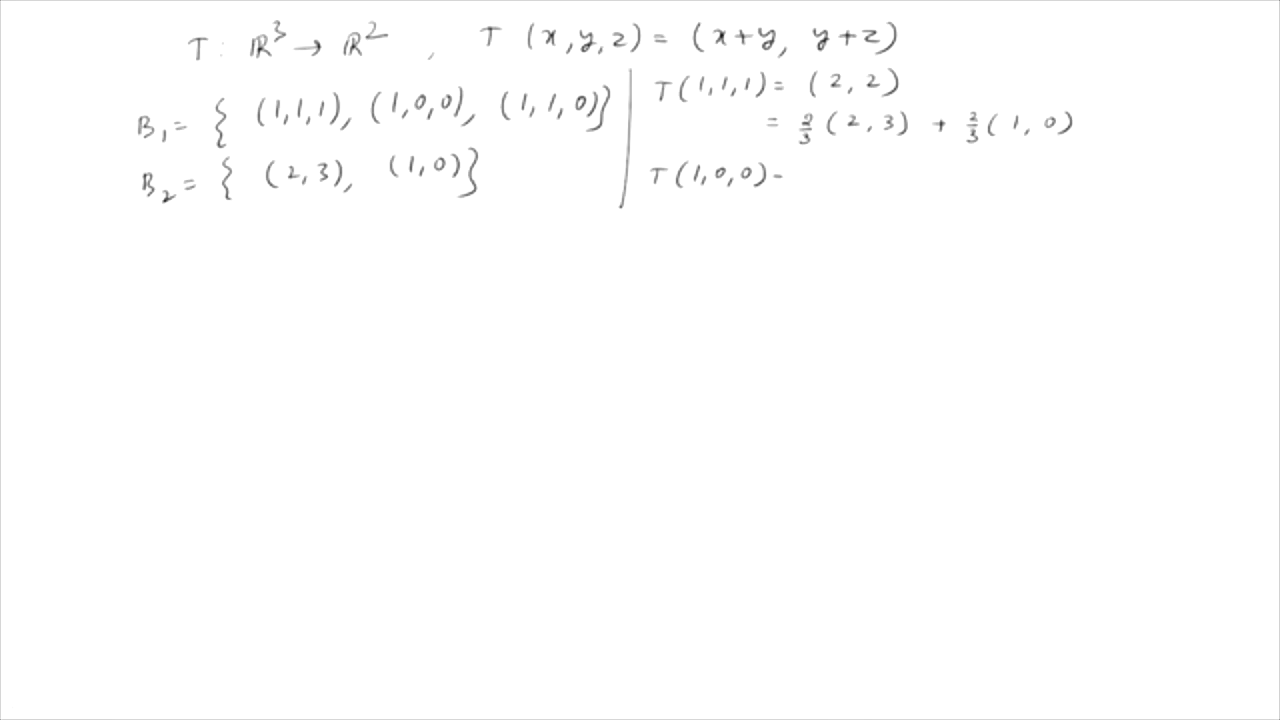 T : ℝ³ → ℝ² , T (x, y, z) = (x+y, y+z)
B₁ = { (1,1,1), (1,0,0), (1,1,0)}
B₂ = { (2,3), (1,0)}
T(1,1,1) = (2,2)
= 2/3 (2,3) + 2/3 (1,0)
T(1,0,0) -